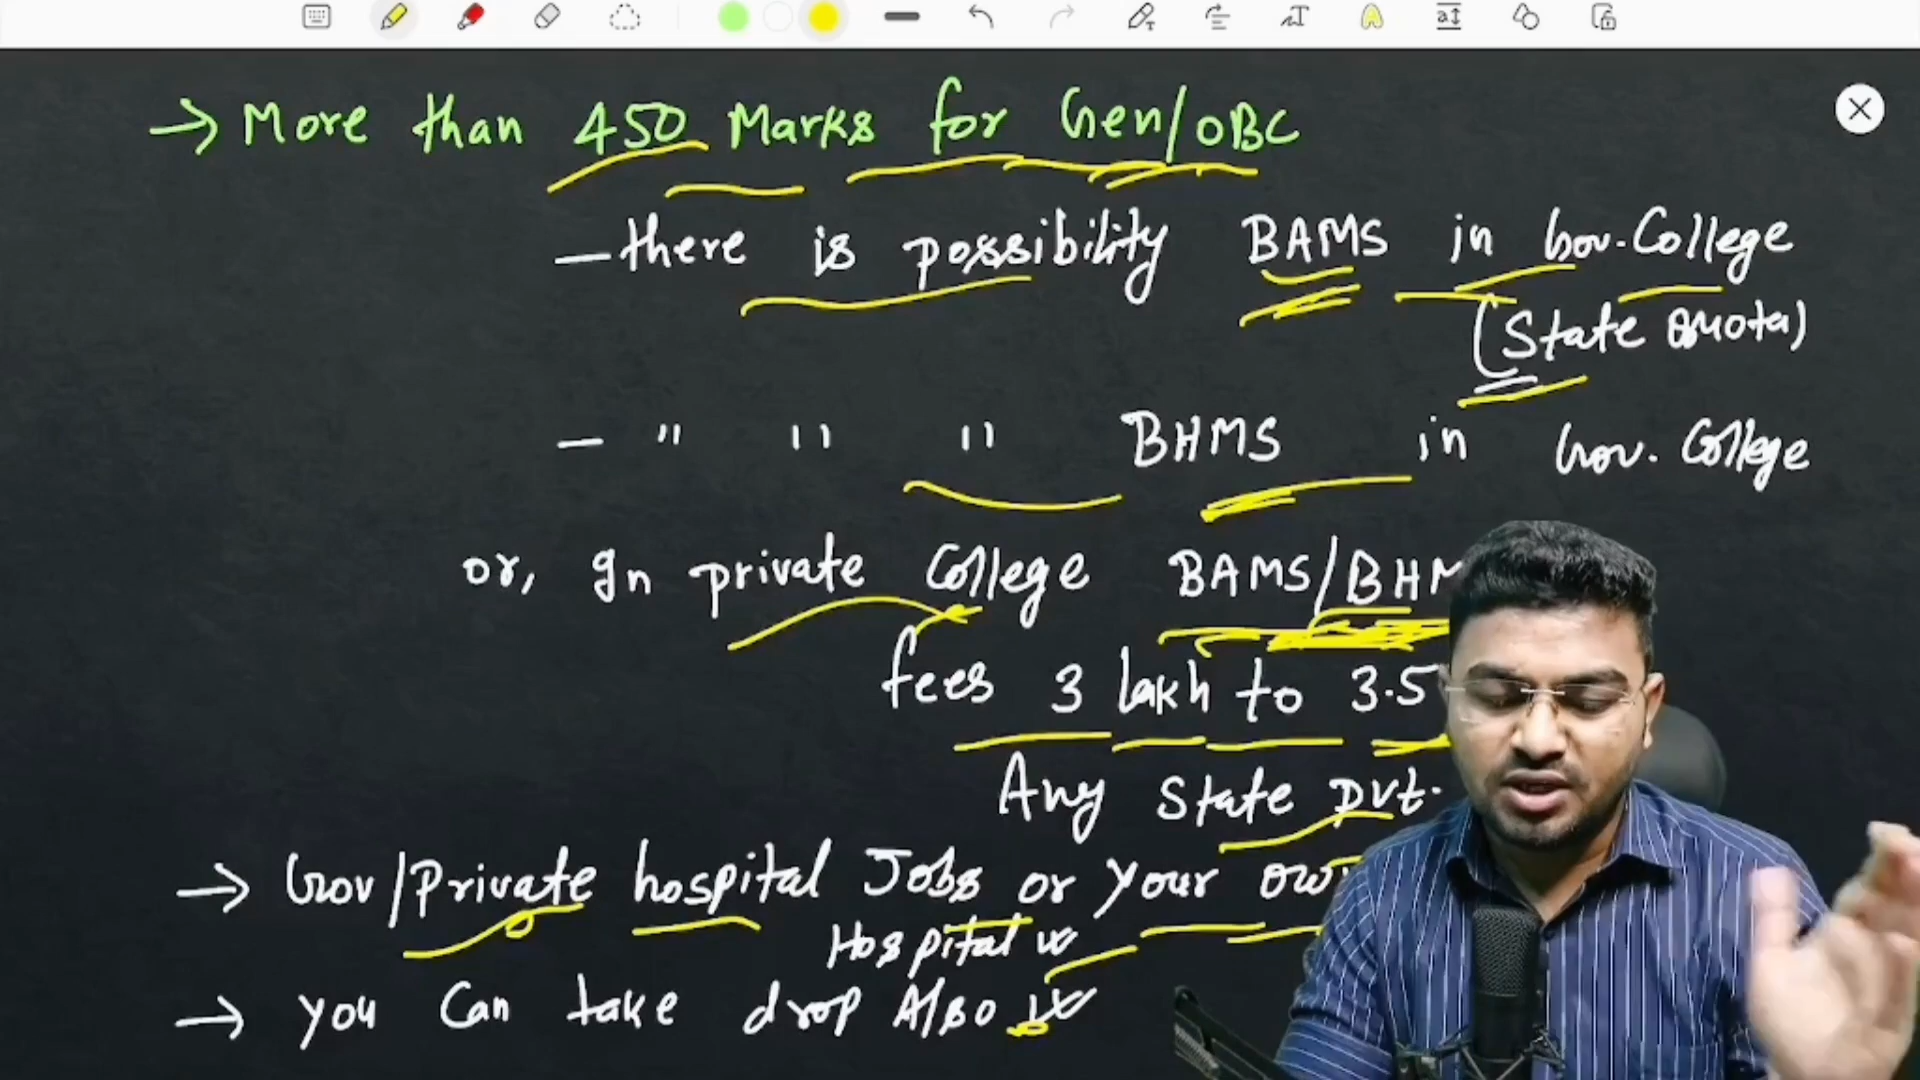 → More than 450 Marks for Gen/OBC
— there is possibility BAMS in Gov. College
(State Quota)
— " " " BHMS in Gov. College
or, In private College BAMS/BHM
fees 3 lakh to 3.5
Any State pvt.
→ Gov/Private hospital Jobs or your ow
Hospital
→ you Can take drop Also